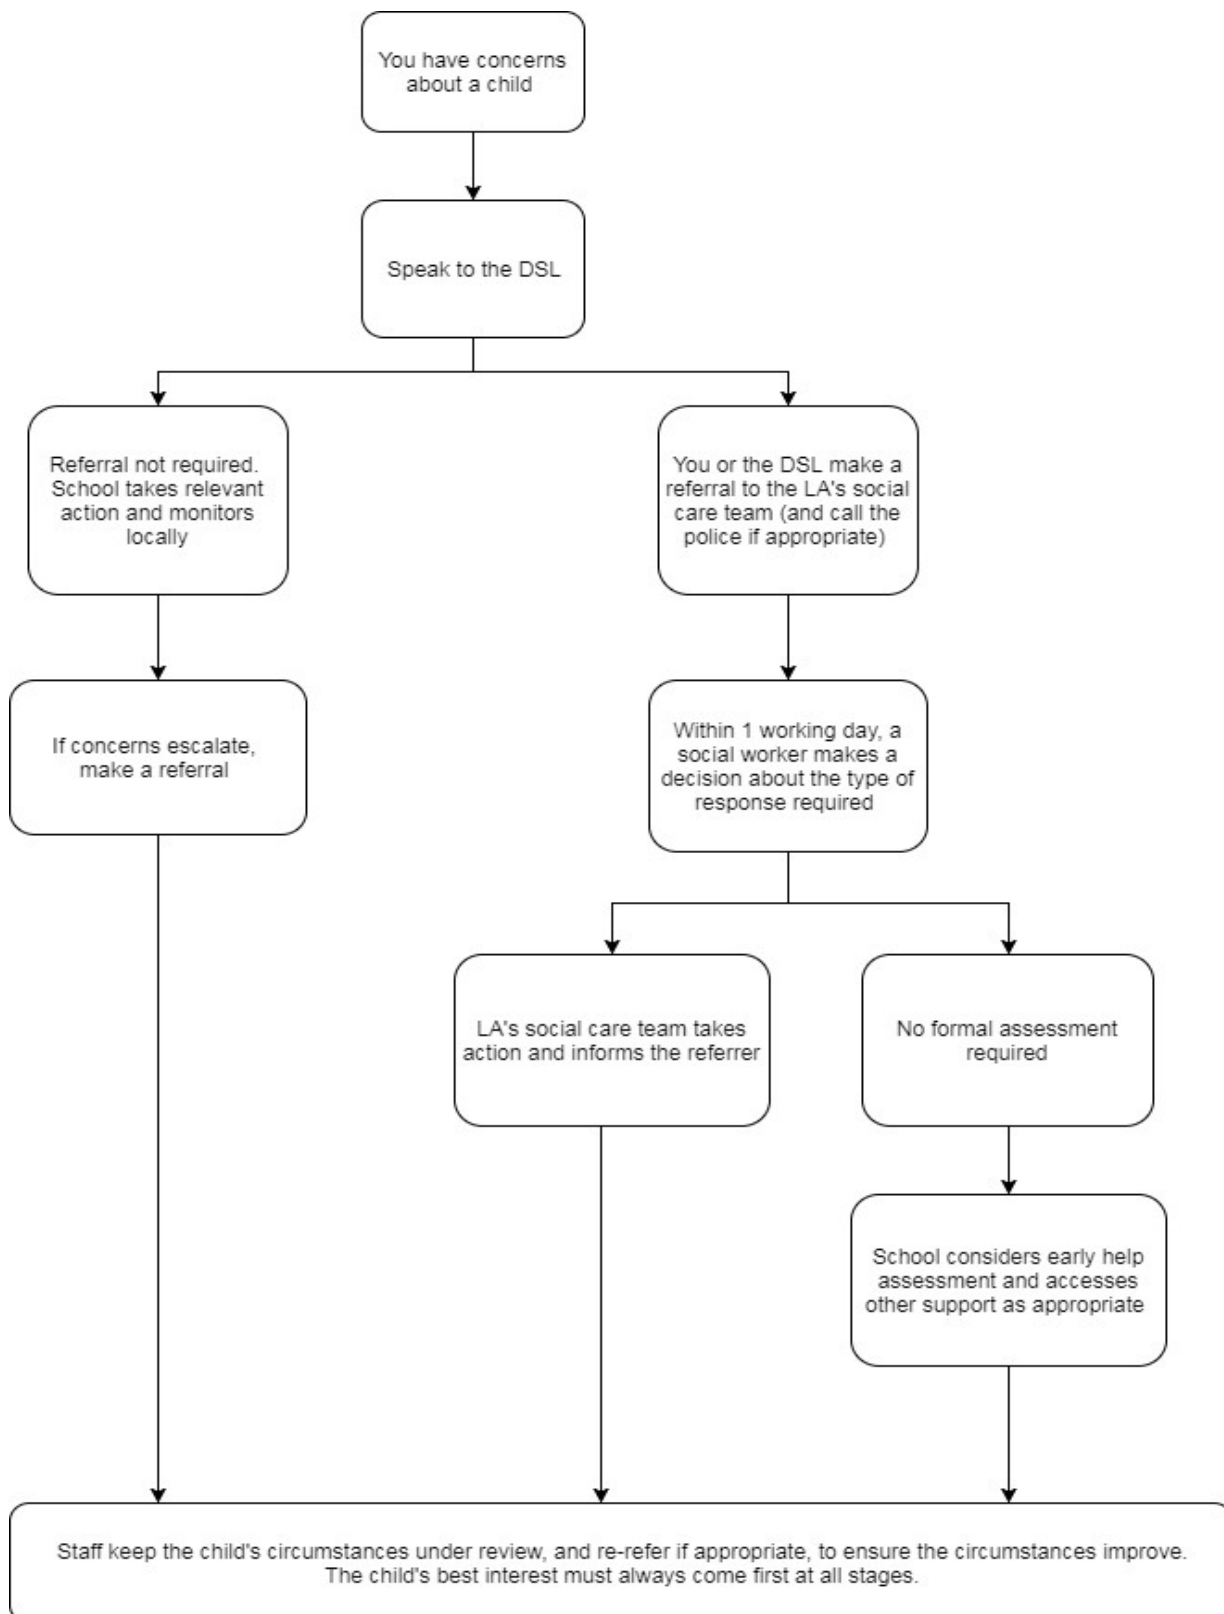 You have concerns
about a child
Speak to the DSL
Referral not required.
School takes relevant
action and monitors
locally
You or the DSL make a
referral to the LA's social
care team (and call the
police if appropriate)
If concerns escalate,
make a referral
Within 1 working day, a
social worker makes a
decision about the type of
response required
LA's social care team takes
action and informs the referrer
No formal assessment
required
School considers early help
assessment and accesses
other support as appropriate
Staff keep the child's circumstances under review, and re-refer if appropriate, to ensure the circumstances improve.
The child's best interest must always come first at all stages.